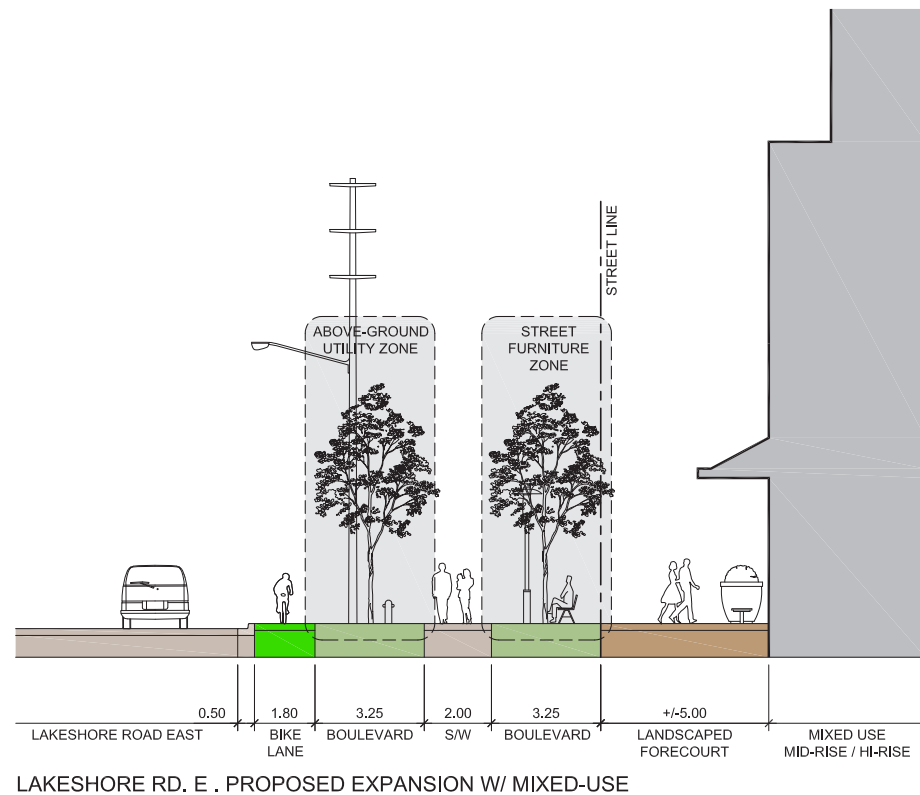 STREET LINE
ABOVE-GROUND
UTILITY ZONE
STREET
FURNITURE
ZONE
0.50
1.80
3.25
2.00
3.25
+/-5.00
LAKESHORE ROAD EAST
BIKE
LANE
BOULEVARD
S/W
BOULEVARD
LANDSCAPED
FORECOURT
MIXED USE
MID-RISE / HI-RISE
LAKESHORE RD. E . PROPOSED EXPANSION W/ MIXED-USE